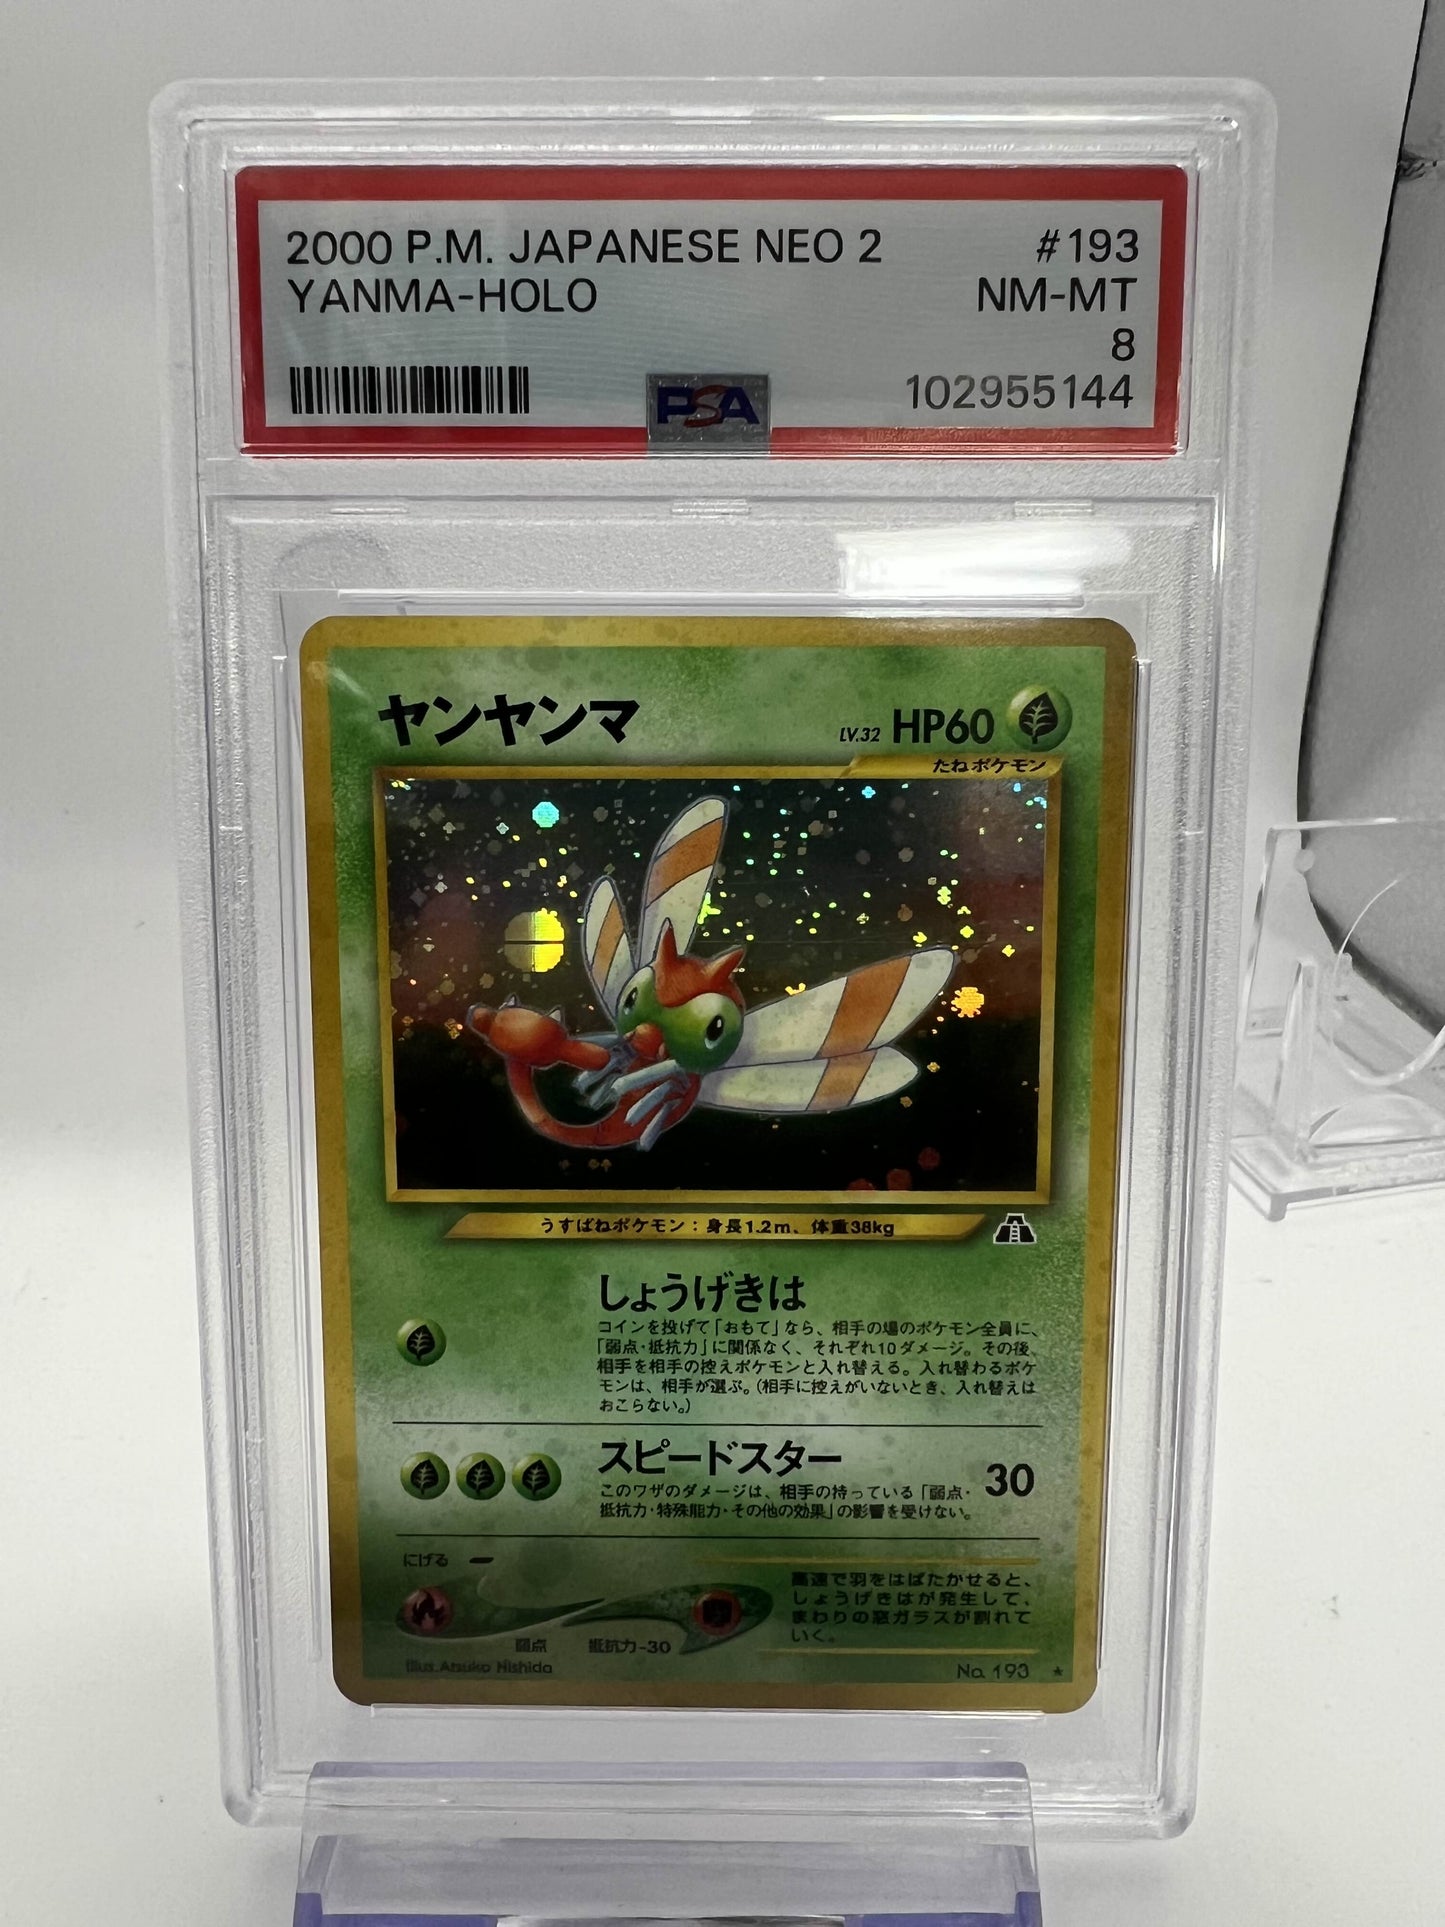 2000 P.M. JAPANESE NEO 2 #193
YANMA-HOLO NM-MT
8
PSA 102955144
ヤンヤンマ LV.32 HP60
たねポケモン
うすばねポケモン：身長1.2m、体重38kg
しょうげきは
コインを投げて「おもて」なら、相手の場のポケモン全員に、
「弱点・抵抗力」に関係なく、それぞれ10ダメージ。その後、
相手を相手の控えポケモンと入れ替える。入れ替わるポケ
モンは、相手が選ぶ。（相手に控えがいないとき、入れ替えは
おこらない。）
スピードスター 30
このワザのダメージは、相手の持っている「弱点・
抵抗力・特殊能力・その他の効果」の影響を受けない。
にげる
高速で羽をはばたかせると、
しょうげきはが発生して、
まわりの窓ガラスが割れて
いく。
弱点 抵抗力-30
Illus. Atsuko Nishida No. 193 ★